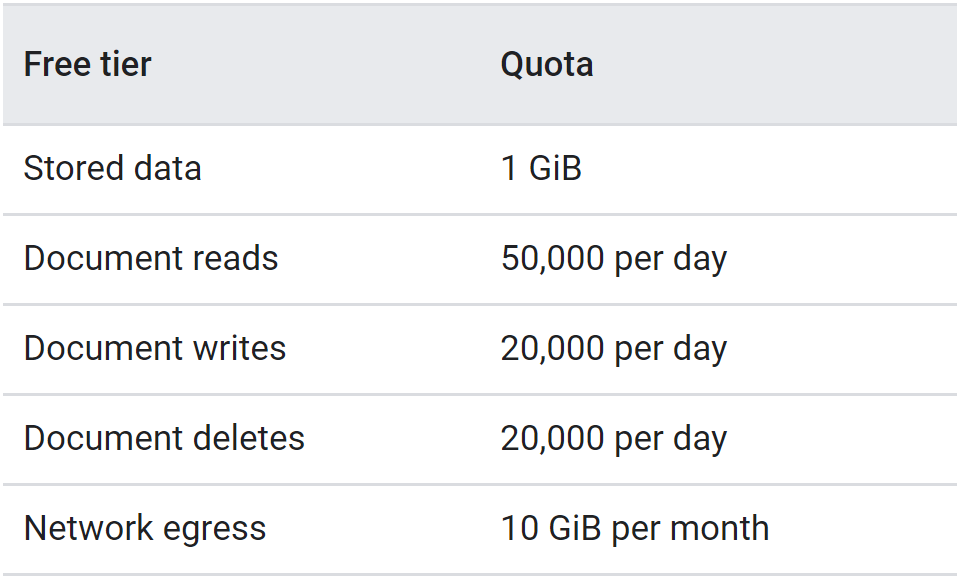 Free tier Quota
Stored data 1 GiB
Document reads 50,000 per day
Document writes 20,000 per day
Document deletes 20,000 per day
Network egress 10 GiB per month